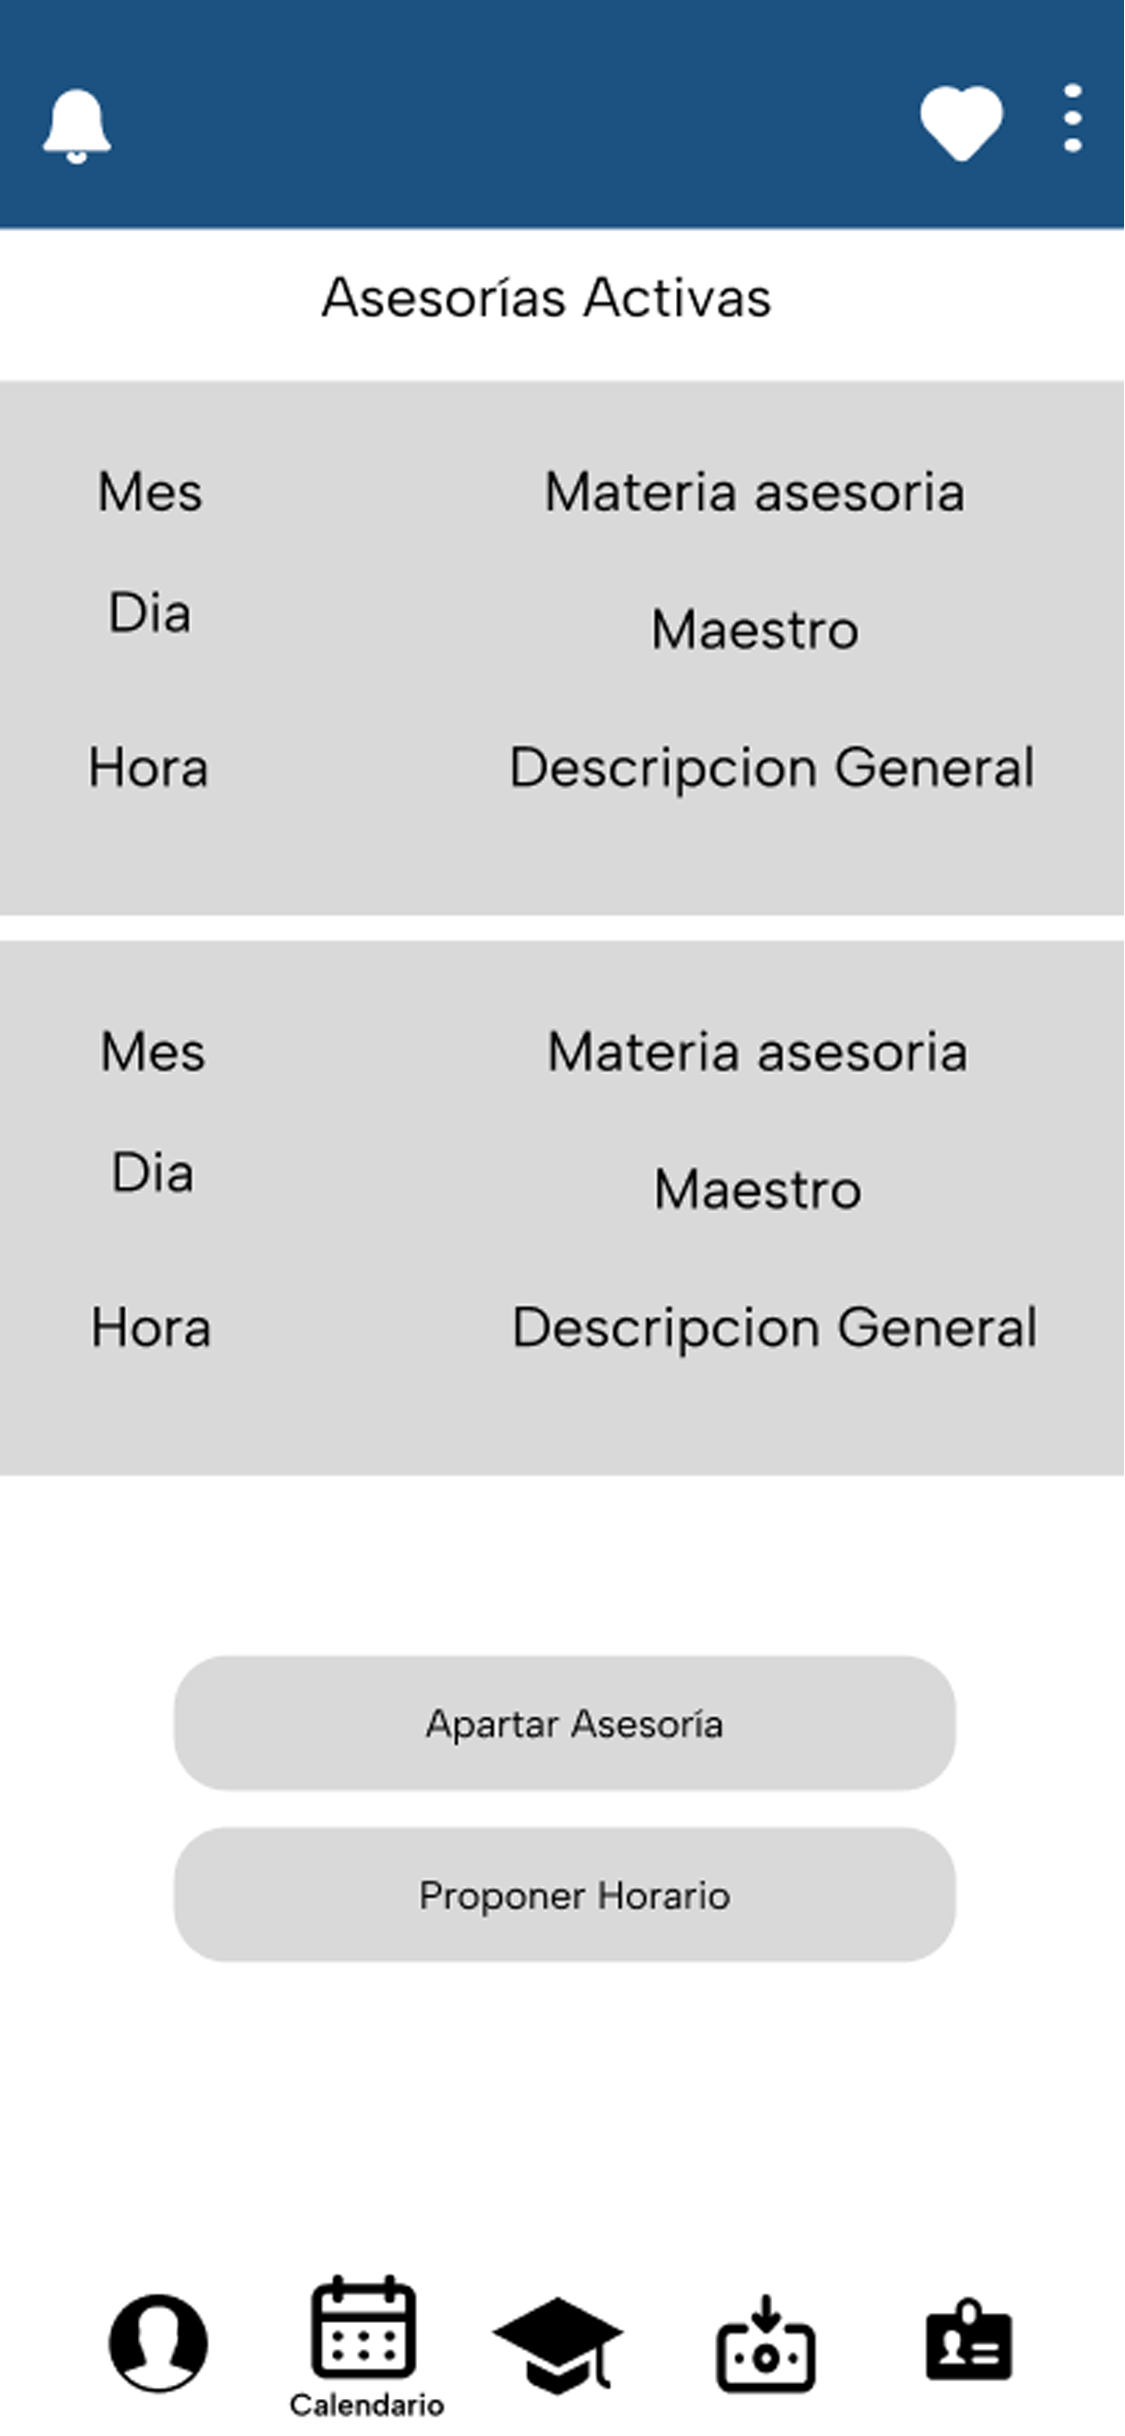 Asesorías Activas
Mes
Materia asesoria
Dia
Maestro
Hora
Descripcion General
Mes
Materia asesoria
Dia
Maestro
Hora
Descripcion General
Apartar Asesoría
Proponer Horario
Calendario